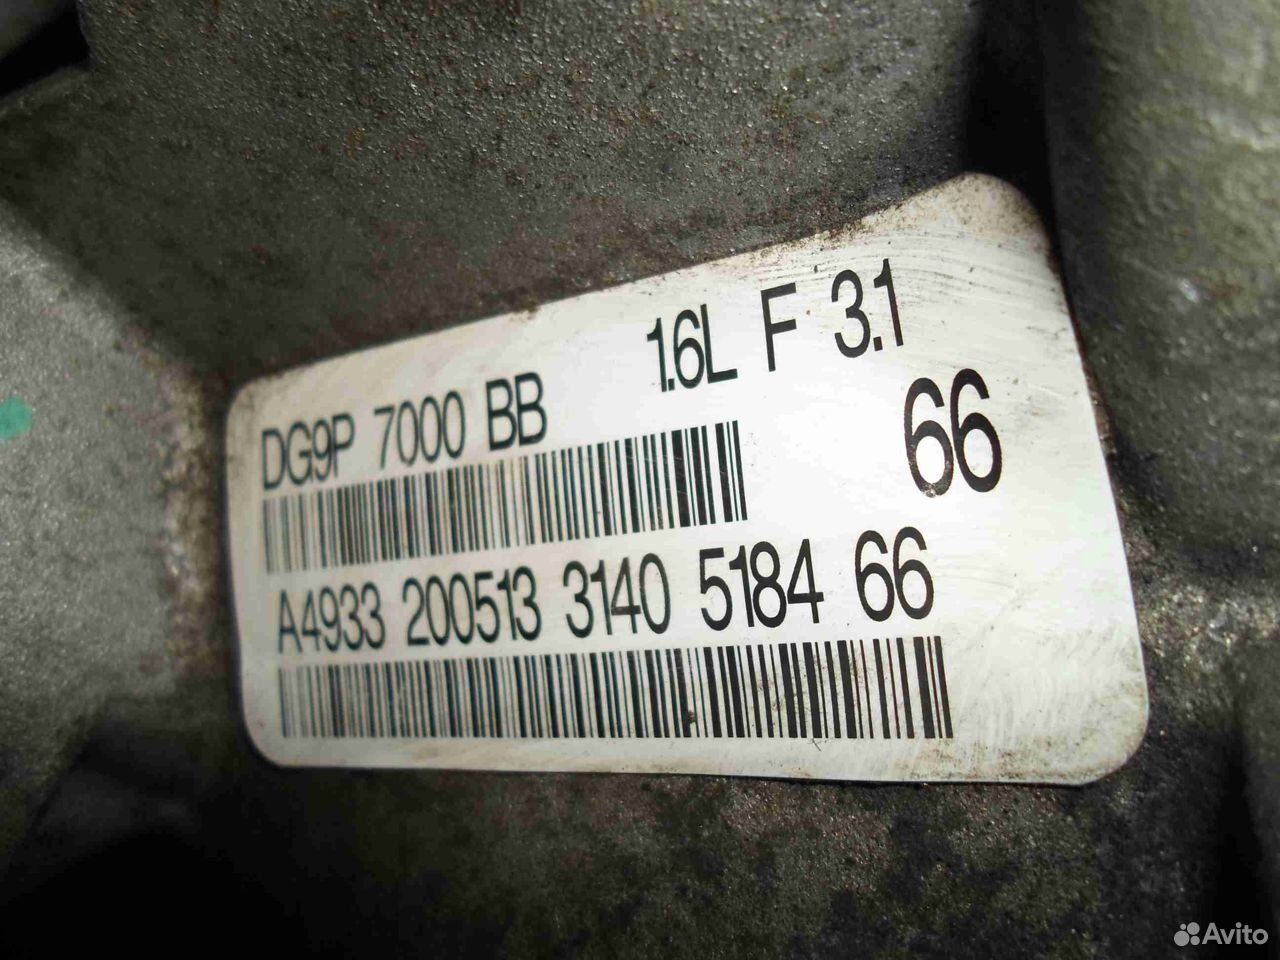 DG9P 7000 BB 1.6L F 3.1
66
A4933 200513 3140 5184 66
Avito